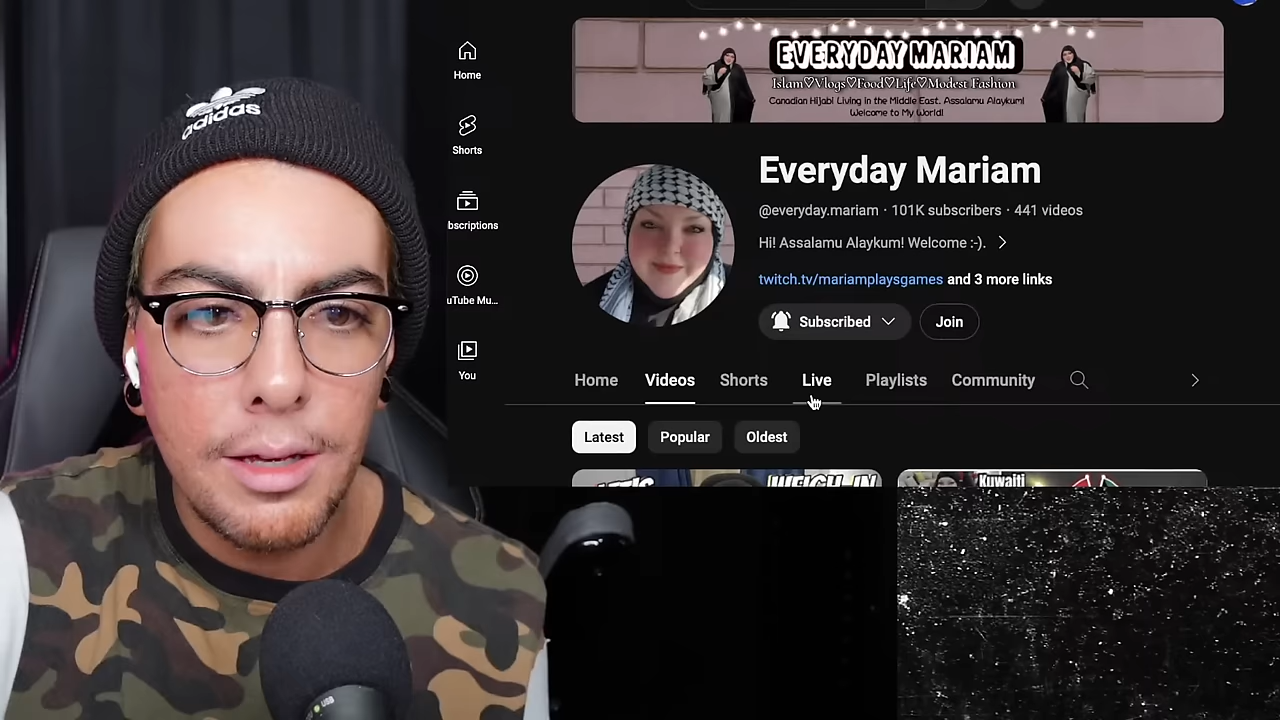 adidas
USB
Home
Shorts
bscriptions
uTube Mu...
You
EVERYDAY MARIAM
Islam♡Vlogs♡Food♡Life♡Modest Fashion
Canadian Hijabi Living in the Middle East. Assalamu Alaykum!
Welcome to My World!
Everyday Mariam
@everyday.mariam · 101K subscribers · 441 videos
Hi! Assalamu Alaykum! Welcome :-).
twitch.tv/mariamplaysgames and 3 more links
Subscribed
Join
Home Videos Shorts Live Playlists Community
Latest Popular Oldest
WEIGH-IN
Kuwaiti